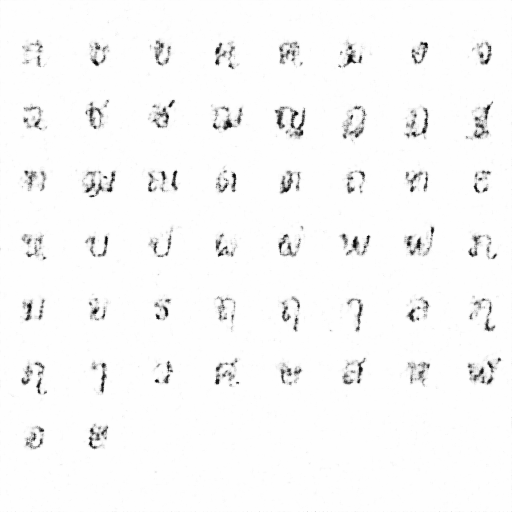 ก ข ฃ ค ฅ ฆ ง จ
ฉ ช ซ ฌ ญ ฎ ฏ ฐ
ฑ ฒ ณ ด ต ถ ท ธ
น บ ป ผ ฝ พ ฟ ภ
ม ย ร ฤ ฤ ๅ ล ฦ
ฦ ๅ ว ศ ษ ส ห ฬ
อ ฮ